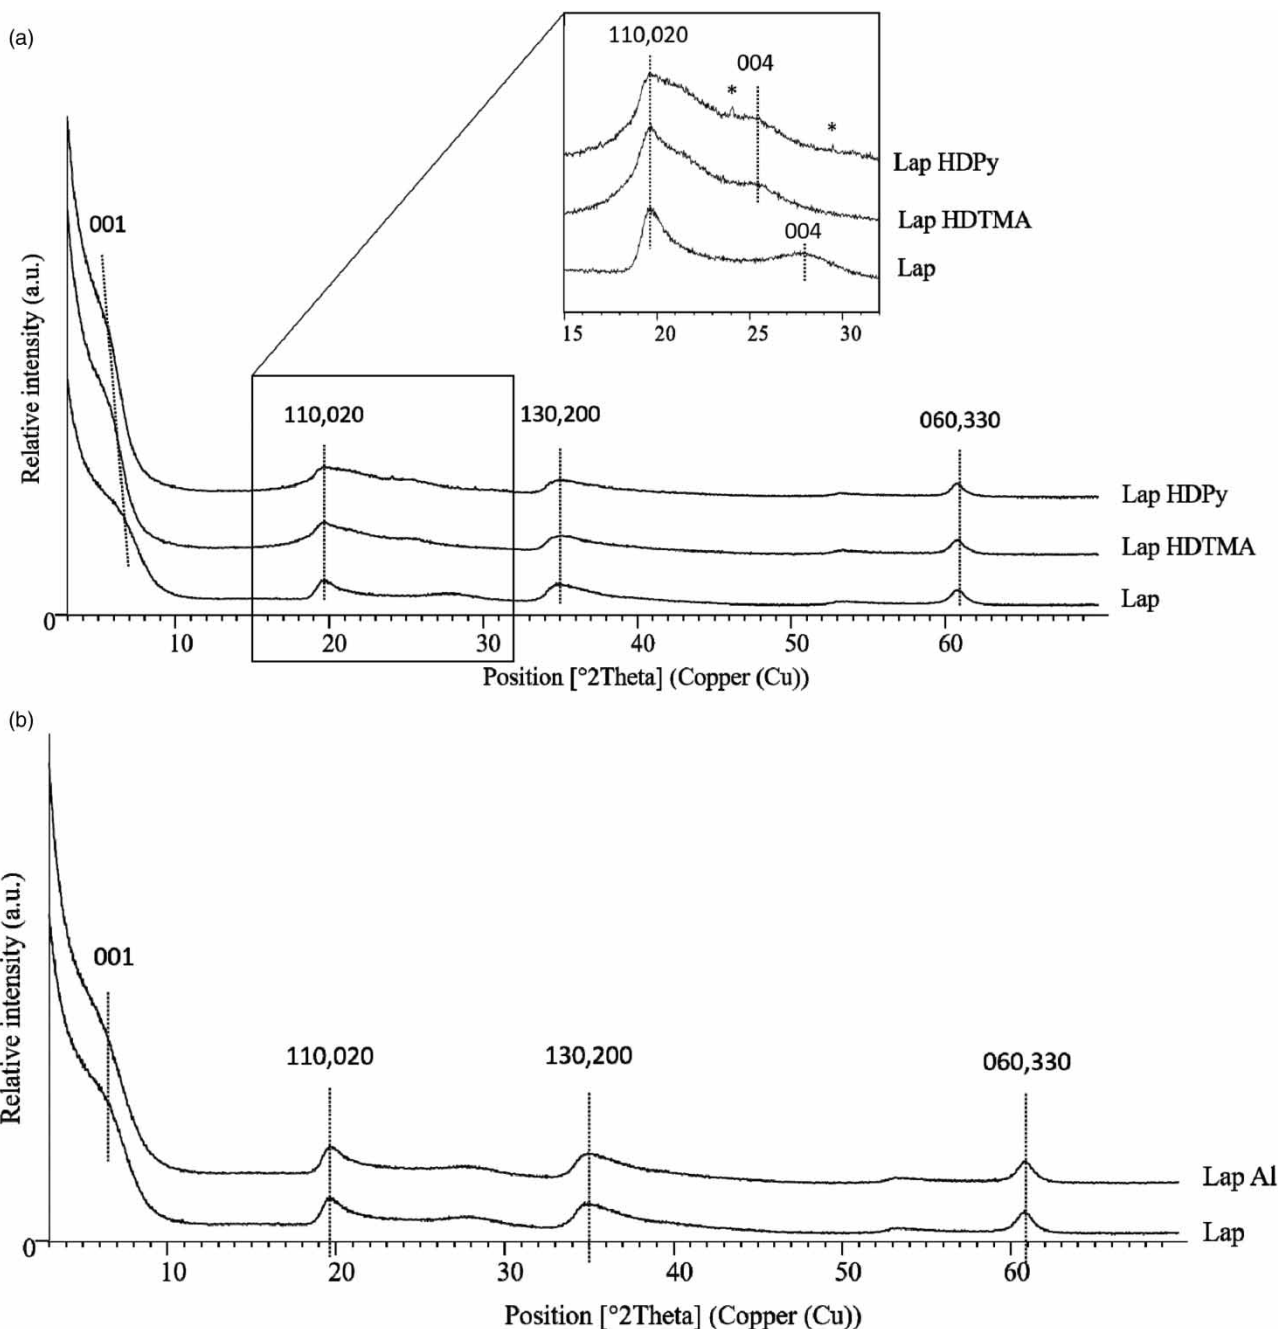 (a)
110,020
004
*
*
Lap HDPy
Lap HDTMA
004
Lap
15
20
25
30
001
Relative intensity (a.u.)
110,020
130,200
060,330
Lap HDPy
Lap HDTMA
Lap
0
10
20
30
40
50
60
Position [°2Theta] (Copper (Cu))
(b)
Relative intensity (a.u.)
001
110,020
130,200
060,330
Lap Al
Lap
0
10
20
30
40
50
60
Position [°2Theta] (Copper (Cu))